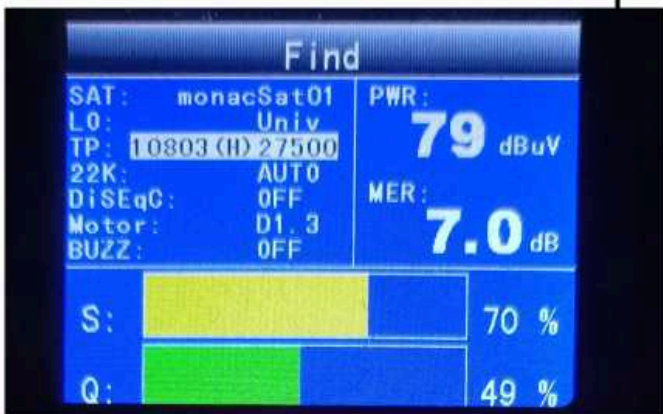 Find
SAT: monacSat01
LO: Univ
TP: 10803(H)27500
22K: AUTO
DiSEqC: OFF
Motor: D1.3
BUZZ: OFF
PWR:
79 dBuV
MER:
7.0 dB
S: 70 %
Q: 49 %